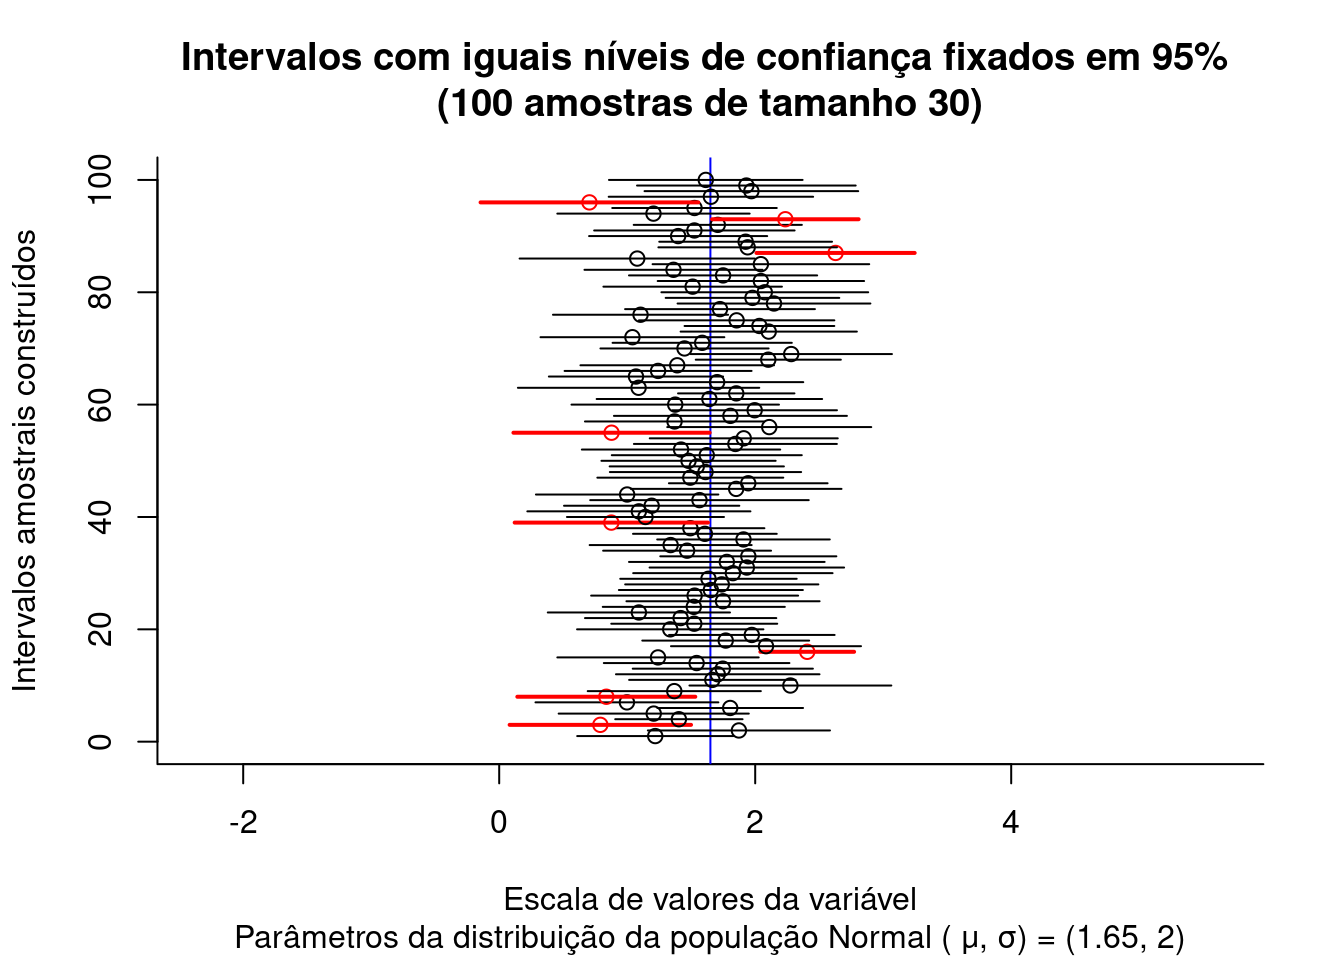 Intervalos com iguais níveis de confiança fixados em 95%
(100 amostras de tamanho 30)
Intervalos amostrais construídos
100
80
60
40
20
0
-2 0 2 4
Escala de valores da variável
Parâmetros da distribuição da população Normal ( μ, σ) = (1.65, 2)